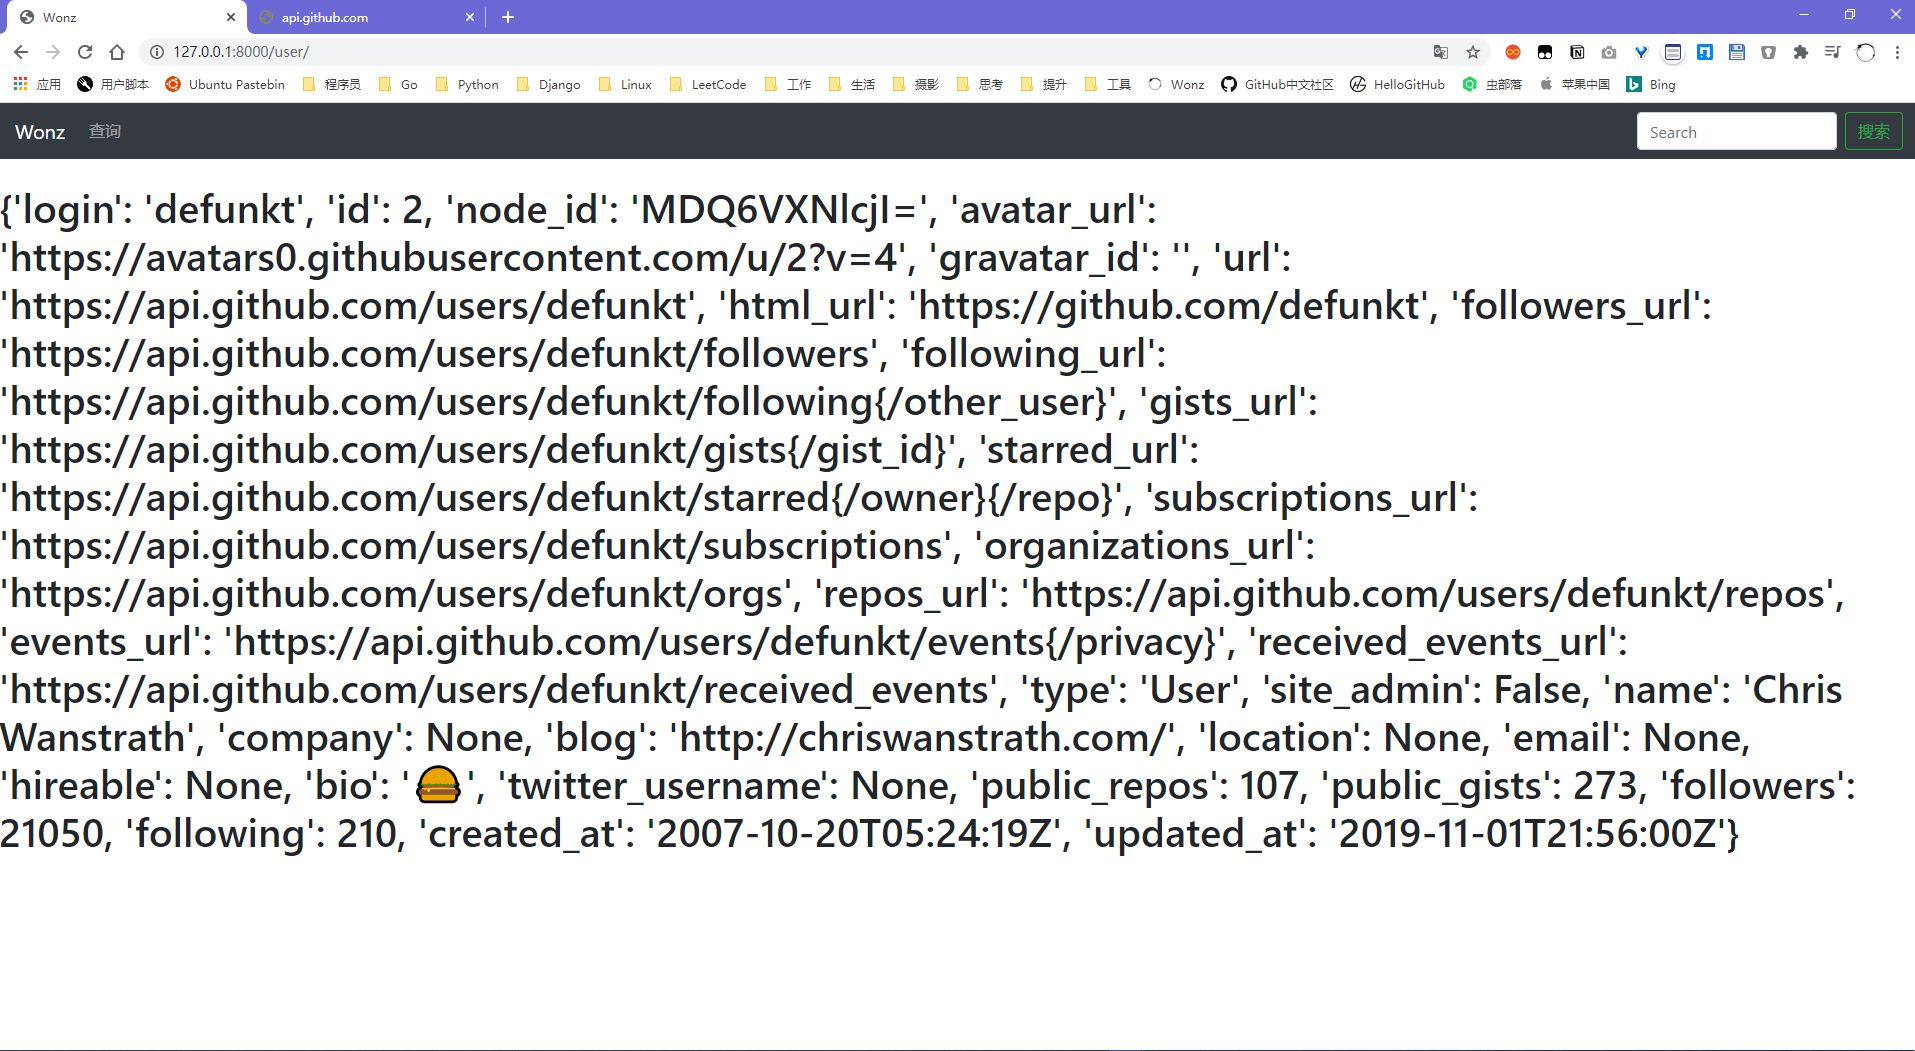 Wonz
api.github.com
127.0.0.1:8000/user/
应用 用户脚本 Ubuntu Pastebin 程序员 Go Python Django Linux LeetCode 工作 生活 摄影 思考 提升 工具 Wonz GitHub中文社区 HelloGitHub 虫部落 苹果中国 Bing
Wonz 查询 Search 搜索
{'login': 'defunkt', 'id': 2, 'node_id': 'MDQ6VXNlcjI=', 'avatar_url':
'https://avatars0.githubusercontent.com/u/2?v=4', 'gravatar_id': '', 'url':
'https://api.github.com/users/defunkt', 'html_url': 'https://github.com/defunkt', 'followers_url':
'https://api.github.com/users/defunkt/followers', 'following_url':
'https://api.github.com/users/defunkt/following{/other_user}', 'gists_url':
'https://api.github.com/users/defunkt/gists{/gist_id}', 'starred_url':
'https://api.github.com/users/defunkt/starred{/owner}{/repo}', 'subscriptions_url':
'https://api.github.com/users/defunkt/subscriptions', 'organizations_url':
'https://api.github.com/users/defunkt/orgs', 'repos_url': 'https://api.github.com/users/defunkt/repos',
'events_url': 'https://api.github.com/users/defunkt/events{/privacy}', 'received_events_url':
'https://api.github.com/users/defunkt/received_events', 'type': 'User', 'site_admin': False, 'name': 'Chris
Wanstrath', 'company': None, 'blog': 'http://chriswanstrath.com/', 'location': None, 'email': None,
'hireable': None, 'bio': '🍔', 'twitter_username': None, 'public_repos': 107, 'public_gists': 273, 'followers':
21050, 'following': 210, 'created_at': '2007-10-20T05:24:19Z', 'updated_at': '2019-11-01T21:56:00Z'}